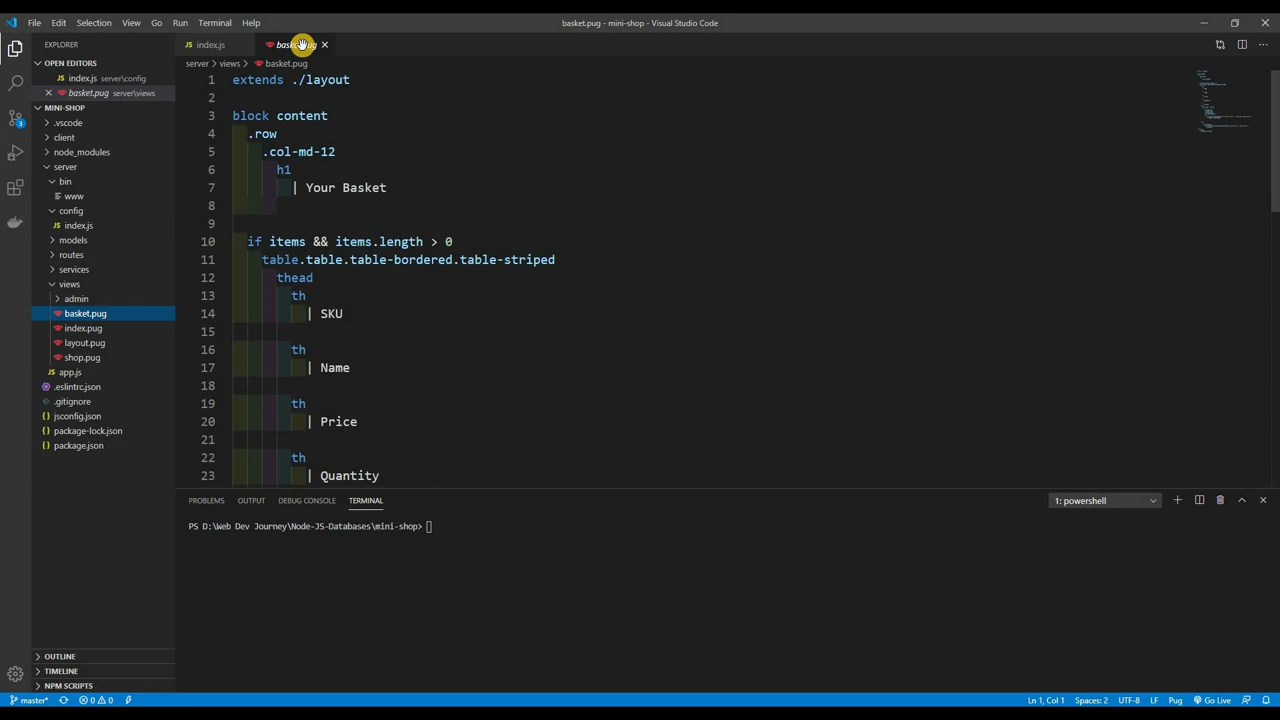 File Edit Selection View Go Run Terminal Help
basket.pug - mini-shop - Visual Studio Code
EXPLORER
OPEN EDITORS
index.js server\config
basket.pug server\views
MINI-SHOP
.vscode
client
node_modules
server
bin
www
config
index.js
models
routes
services
views
admin
basket.pug
index.pug
layout.pug
shop.pug
app.js
.eslintrc.json
.gitignore
jsconfig.json
package-lock.json
package.json
OUTLINE
TIMELINE
NPM SCRIPTS
3
index.js
server > views > basket.pug
1 extends ./layout
2
3 block content
4 .row
5 .col-md-12
6 h1
7 | Your Basket
8
9
10 if items && items.length > 0
11 table.table.table-bordered.table-striped
12 thead
13 th
14 | SKU
15
16 th
17 | Name
18
19 th
20 | Price
21
22 th
23 | Quantity
PROBLEMS OUTPUT DEBUG CONSOLE TERMINAL
1: powershell
PS D:\Web Dev Journey\Node-JS-Databases\mini-shop>
master* 0 0
Ln 1, Col 1 Spaces: 2 UTF-8 LF Pug Go Live